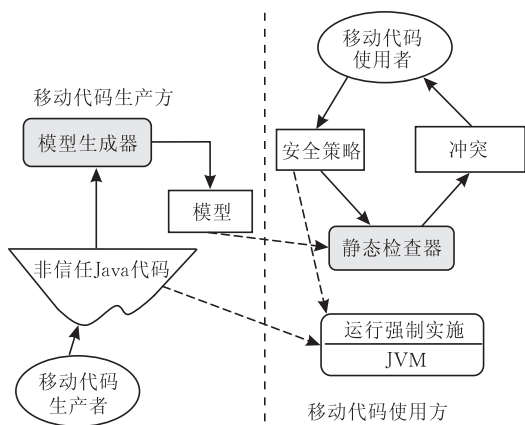 移动代码
使用者
移动代码生产方
模型生成器
安全策略
冲突
模型
静态检查器
非信任Java代码
运行强制实施
JVM
移动代码
生产者
移动代码使用方